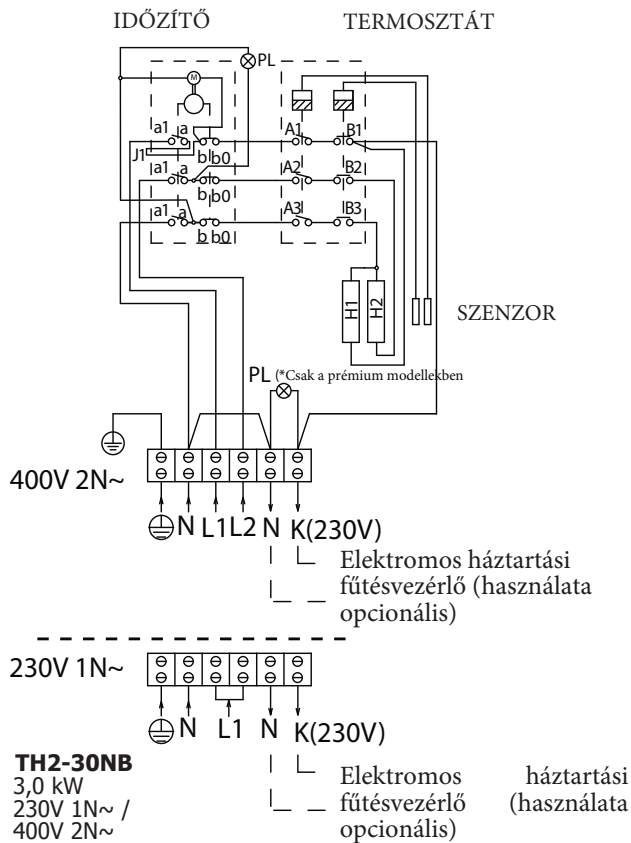 IDŐZÍTŐ TERMOSZTÁT
PL
M
a1 a A1 B1
J1 b b0
a1 a A2 B2
b b0
a1 a A3 B3
b b0
H1 H2
SZENZOR
PL (*Csak a prémium modellekben
400V 2N~
N L1 L2 N K(230V)
Elektromos háztartási
fűtésvezérlő (használata
opcionális)
230V 1N~
N L1 N K(230V)
TH2-30NB
3,0 kW
230V 1N~ /
400V 2N~
Elektromos háztartási
fűtésvezérlő (használata
opcionális)